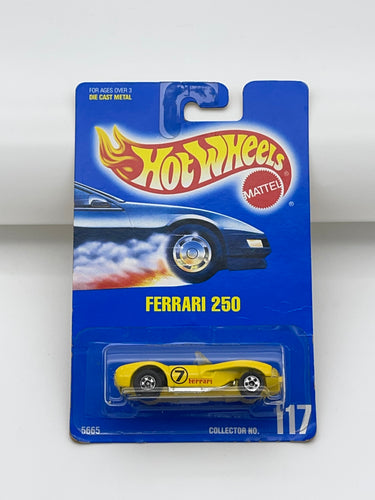 FOR AGES OVER 3
DIE CAST METAL
HOT WHEELS
®
MATTEL
®
FERRARI 250
7
Ferrari
5665
COLLECTOR NO.
117